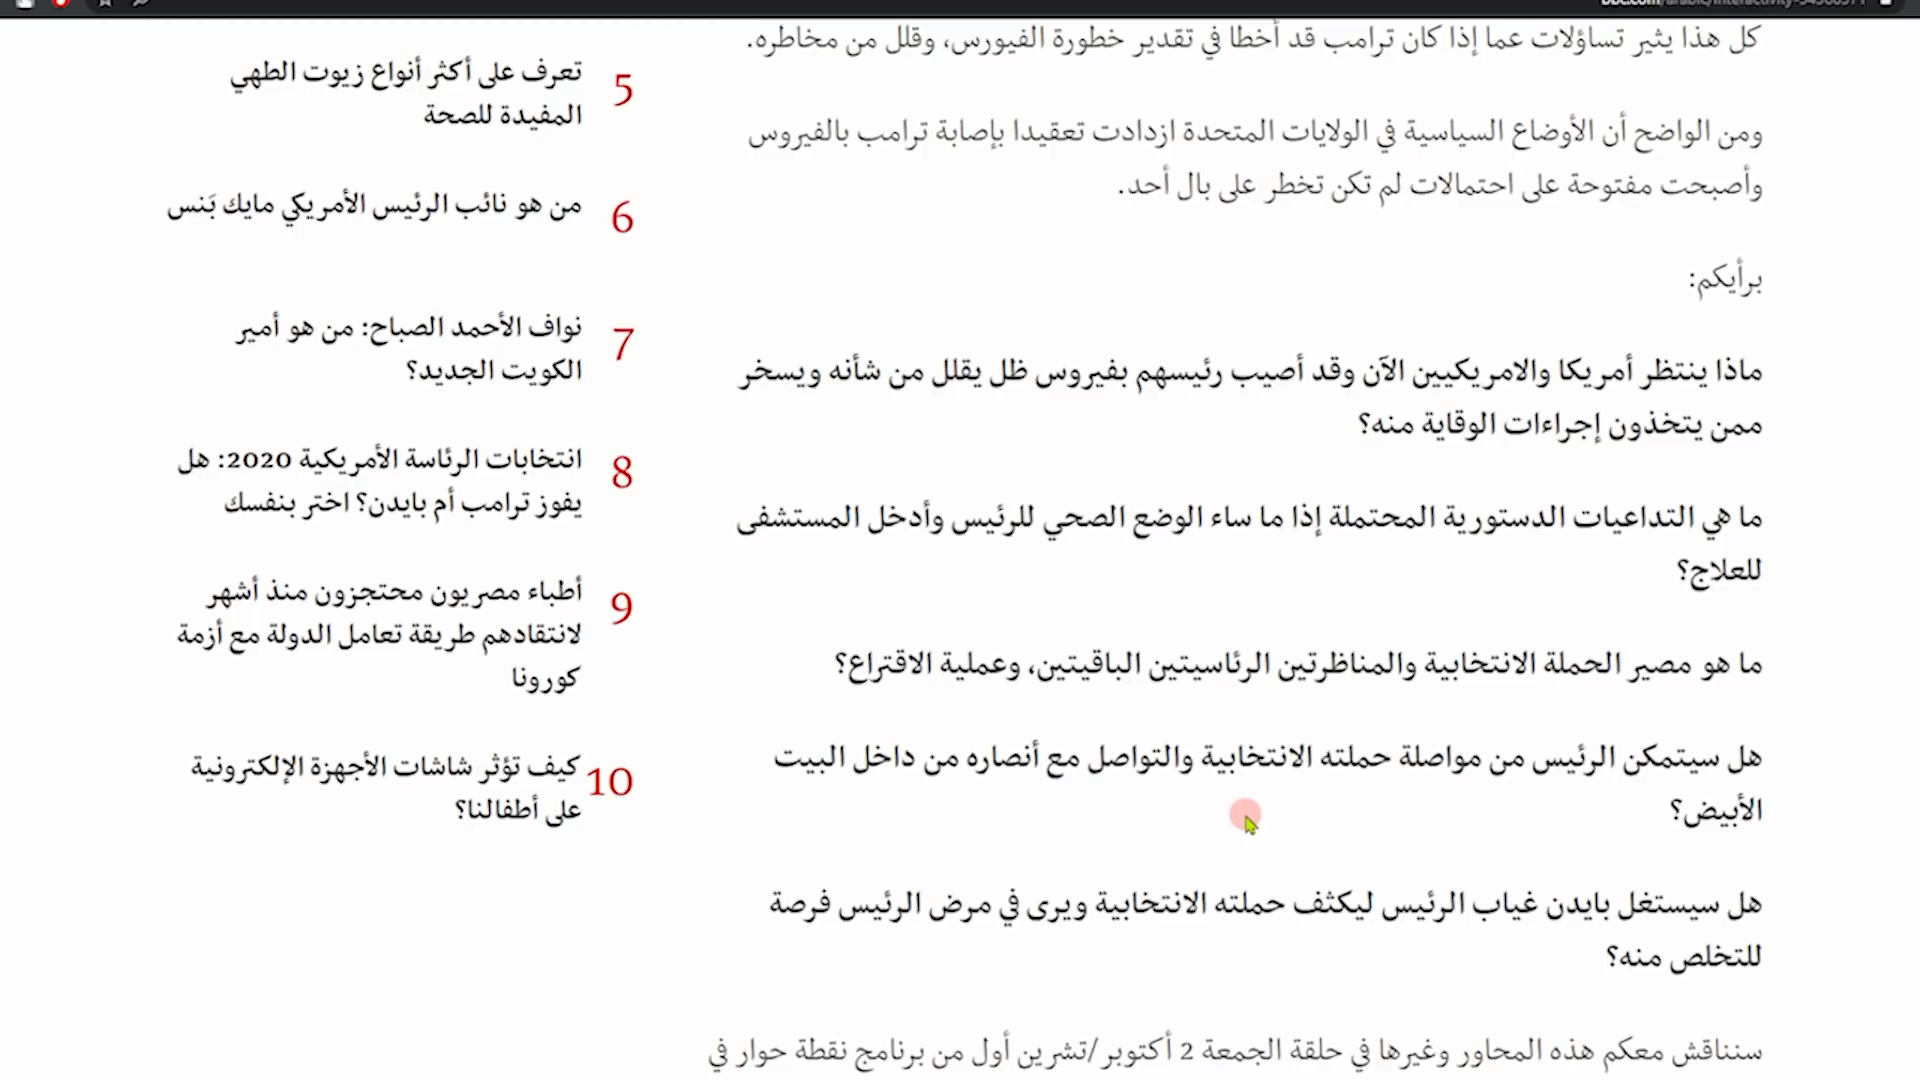 bbc.com/arabic/interactivity-54386571
كل هذا يثير تساؤلات عما إذا كان ترامب قد أخطا في تقدير خطورة الفيورس، وقلل من مخاطره.
ومن الواضح أن الأوضاع السياسية في الولايات المتحدة ازدادت تعقيدا بإصابة ترامب بالفيروس
وأصبحت مفتوحة على احتمالات لم تكن تخطر على بال أحد.
برأيكم:
ماذا ينتظر أمريكا والامريكيين الآن وقد أصيب رئيسهم بفيروس ظل يقلل من شأنه ويسخر
ممن يتخذون إجراءات الوقاية منه؟
ما هي التداعيات الدستورية المحتملة إذا ما ساء الوضع الصحي للرئيس وأدخل المستشفى
للعلاج؟
ما هو مصير الحملة الانتخابية والمناظرتين الرئاسيتين الباقيتين، وعملية الاقتراع؟
هل سيتمكن الرئيس من مواصلة حملته الانتخابية والتواصل مع أنصاره من داخل البيت
الأبيض؟
هل سيستغل بايدن غياب الرئيس ليكثف حملته الانتخابية ويرى في مرض الرئيس فرصة
للتخلص منه؟
سنناقش معكم هذه المحاور وغيرها في حلقة الجمعة 2 أكتوبر/تشرين أول من برنامج نقطة حوار في
5
تعرف على أكثر أنواع زيوت الطهي
المفيدة للصحة
6
من هو نائب الرئيس الأمريكي مايك بَنس
7
نواف الأحمد الصباح: من هو أمير
الكويت الجديد؟
8
انتخابات الرئاسة الأمريكية 2020: هل
يفوز ترامب أم بايدن؟ اختر بنفسك
9
أطباء مصريون محتجزون منذ أشهر
لانتقادهم طريقة تعامل الدولة مع أزمة
كورونا
10
كيف تؤثر شاشات الأجهزة الإلكترونية
على أطفالنا؟